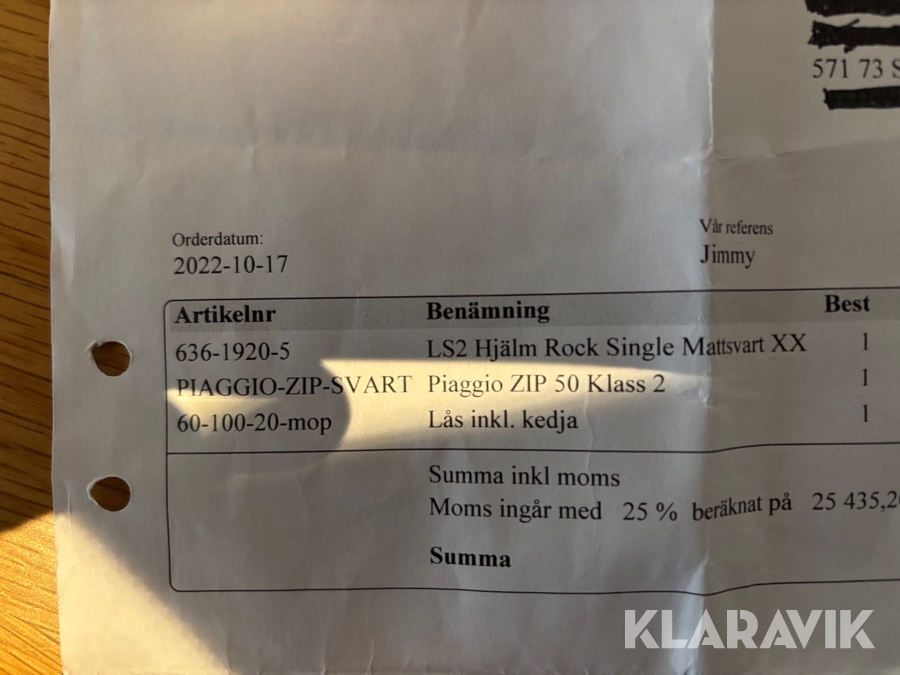 571 73 S
Orderdatum:
2022-10-17
Vår referens
Jimmy
Artikelnr Benämning Best
636-1920-5 LS2 Hjälm Rock Single Mattsvart XX 1
PIAGGIO-ZIP-SVART Piaggio ZIP 50 Klass 2 1
60-100-20-mop Lås inkl. kedja 1
Summa inkl moms
Moms ingår med 25 % beräknat på 25 435,20
Summa
KLARAVIK